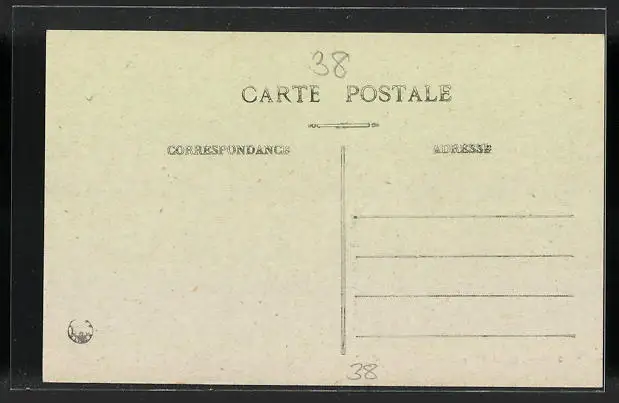 38
CARTE POSTALE
CORRESPONDANCE
ADRESSE
38